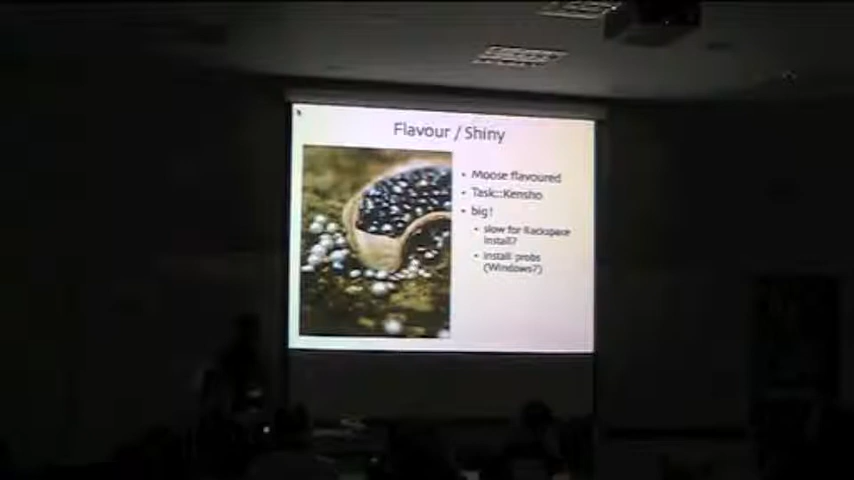 Flavour / Shiny
• Moose flavoured
• Task::Kensho
• big!
• slow for Rackspace
install?
• install probs
(Windows?)